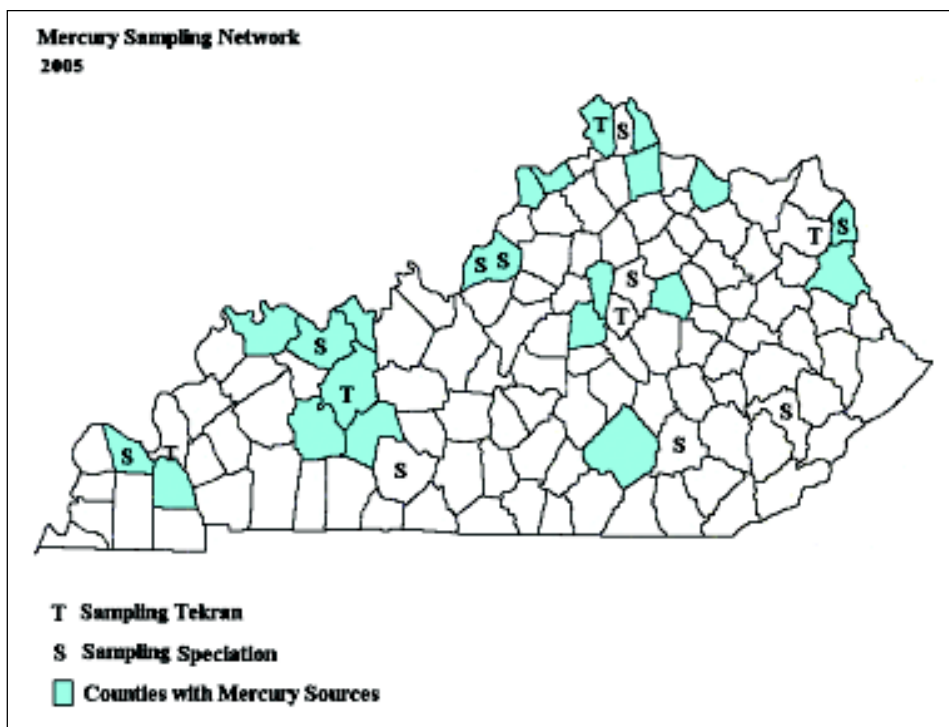 Mercury Sampling Network
2005
T S
S
T
S S
S
T
S
T
S
S
S
T
S
S
T Sampling Tekran
S Sampling Speciation
Counties with Mercury Sources